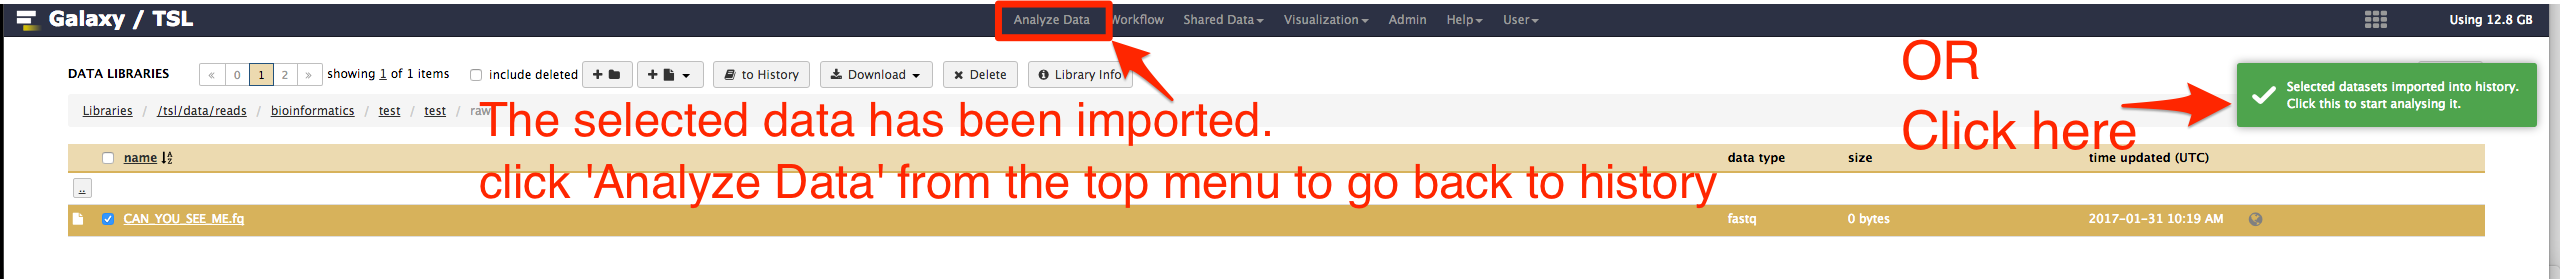 Galaxy / TSL Analyze Data Workflow Shared Data Visualization Admin Help User Using 12.8 GB
OR
Click here
DATA LIBRARIES « 0 1 2 » showing 1 of 1 items include deleted + + to History Download Delete Library Info
Selected datasets imported into history.
Click this to start analysing it.
Libraries / /tsl/data/reads / bioinformatics / test / test / raw
The selected data has been imported.
click 'Analyze Data' from the top menu to go back to history
name data type size time updated (UTC)
..
CAN_YOU_SEE_ME.fq fastq 0 bytes 2017-01-31 10:19 AM